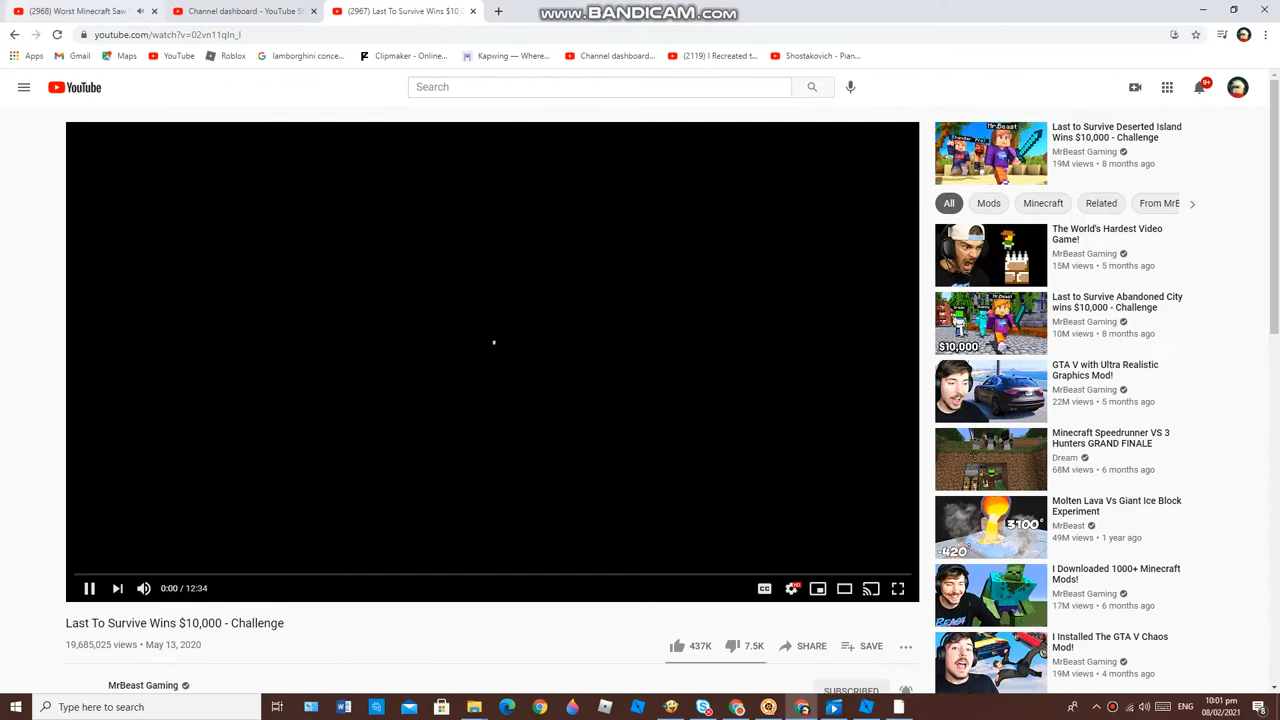 (2968) Worst Minecraft Saw T
Channel dashboard - YouTube St
(2967) Last To Survive Wins $10,0
www.BANDICAM.com
youtube.com/watch?v=02vn11qIn_I
Apps
Gmail
Maps
YouTube
Roblox
lamborghini conce...
Clipmaker - Online...
Kapwing — Where...
Channel dashboard...
(2119) I Recreated t...
Shostakovich - Pian...
YouTube
Search
9+
Last to Survive Deserted Island
Wins $10,000 - Challenge
MrBeast Gaming
19M views • 8 months ago
All
Mods
Minecraft
Related
From MrB
The World's Hardest Video
Game!
MrBeast Gaming
15M views • 5 months ago
$10,000
Last to Survive Abandoned City
wins $10,000 - Challenge
MrBeast Gaming
10M views • 8 months ago
GTA V with Ultra Realistic
Graphics Mod!
MrBeast Gaming
22M views • 5 months ago
Minecraft Speedrunner VS 3
Hunters GRAND FINALE
Dream
68M views • 6 months ago
3100°
-420°
Molten Lava Vs Giant Ice Block
Experiment
MrBeast
49M views • 1 year ago
I Downloaded 1000+ Minecraft
Mods!
MrBeast Gaming
17M views • 6 months ago
I Installed The GTA V Chaos
Mod!
MrBeast Gaming
19M views • 4 months ago
0:00 / 12:34
CC
HD
Last To Survive Wins $10,000 - Challenge
19,685,025 views • May 13, 2020
437K
7.5K
SHARE
SAVE
MrBeast Gaming
SUBSCRIBED
Type here to search
10:01 pm
08/02/2021